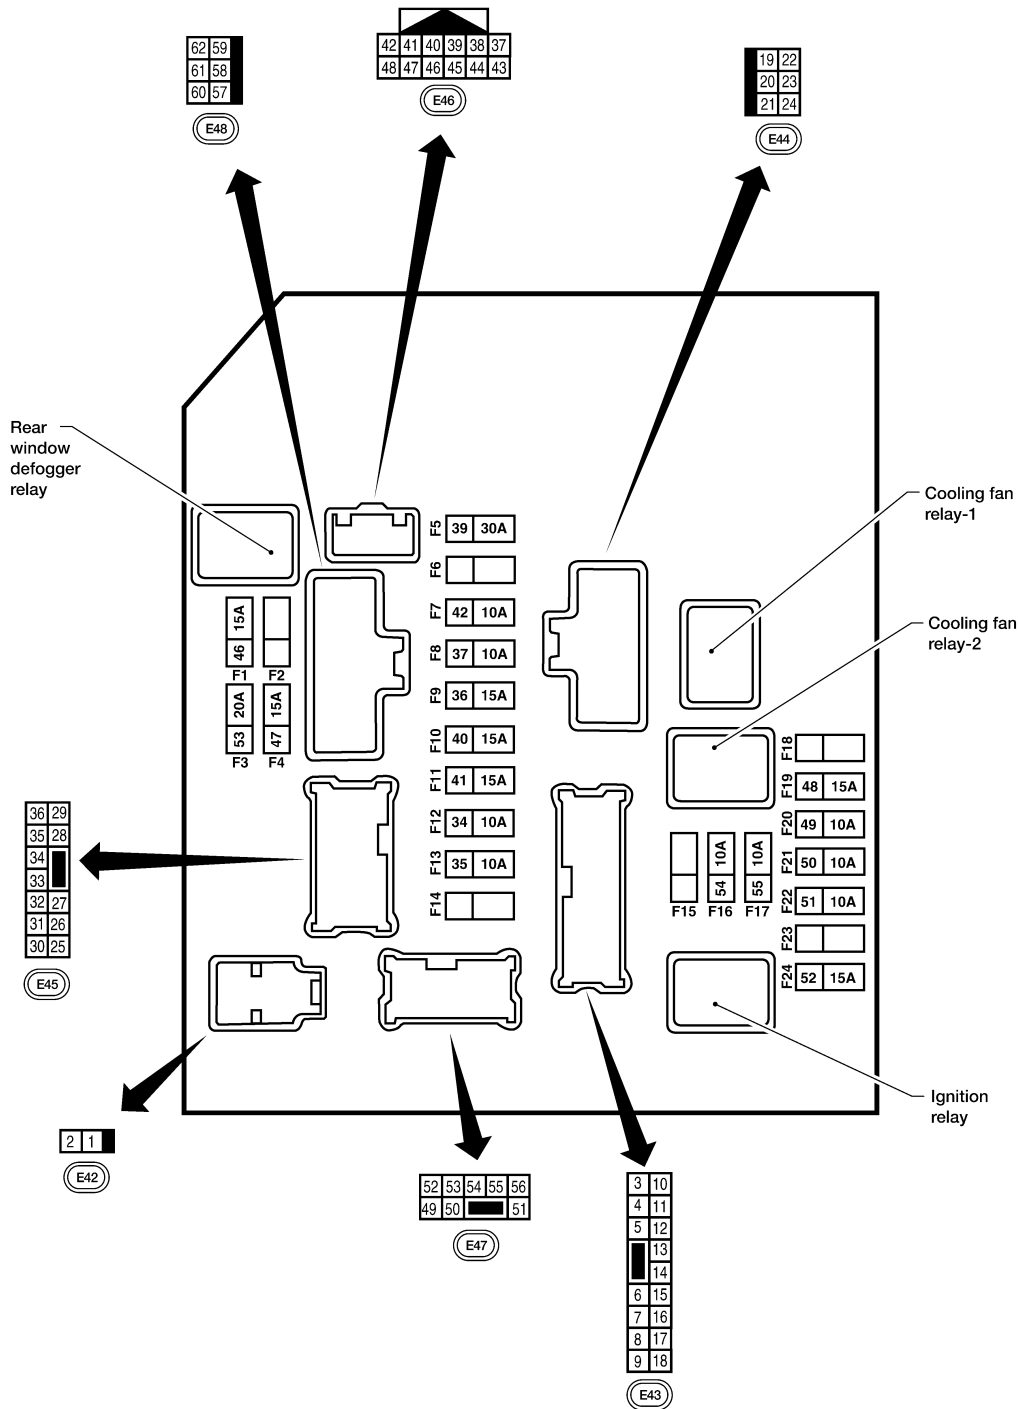 62 59
61 58
60 57
E48
42 41 40 39 38 37
48 47 46 45 44 43
E46
19 22
20 23
21 24
E44
Rear
window
defogger
relay
Cooling fan
relay-1
Cooling fan
relay-2
F5 39 30A
F6
F7 42 10A
F8 37 10A
F9 36 15A
F10 40 15A
F11 41 15A
F12 34 10A
F13 35 10A
F14
46 15A
F1
F2
53 20A
F3
47 15A
F4
F15
54 10A
F16
55 10A
F17
F18
F19 48 15A
F20 49 10A
F21 50 10A
F22 51 10A
F23
F24 52 15A
36 29
35 28
34
33
32 27
31 26
30 25
E45
Ignition
relay
2 1
E42
52 53 54 55 56
49 50 51
E47
3 10
4 11
5 12
13
14
6 15
7 16
8 17
9 18
E43